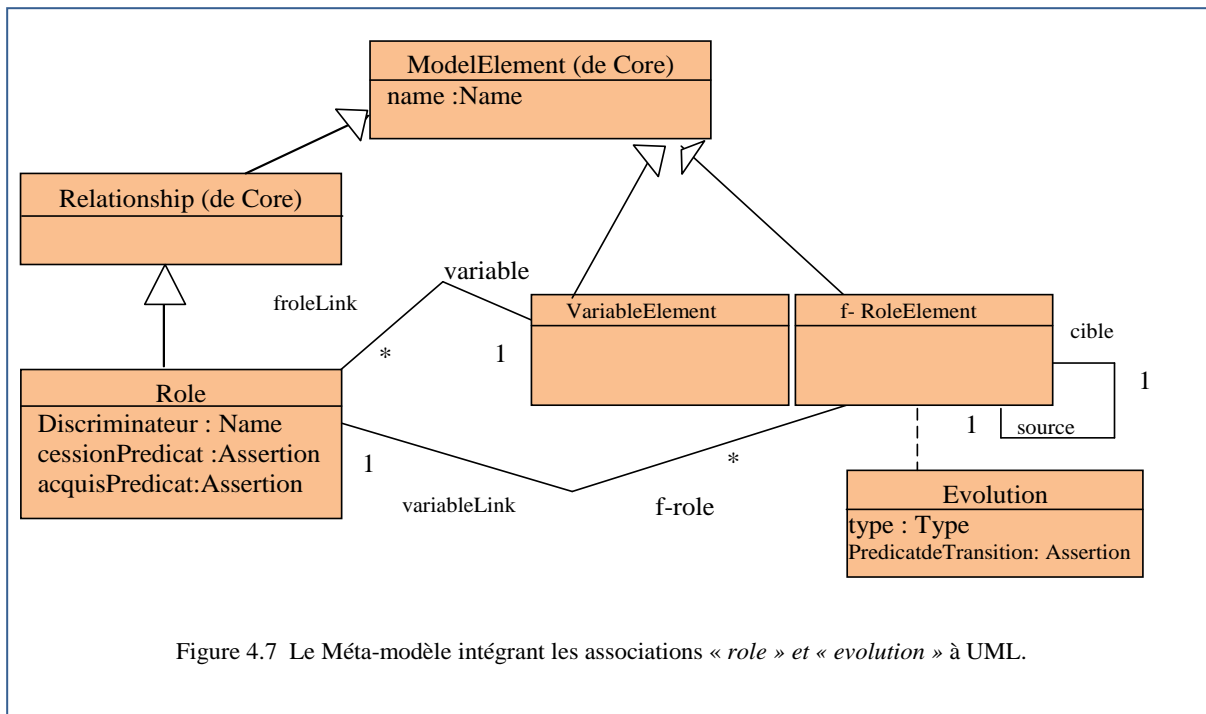 ModelElement (de Core)
name :Name
Relationship (de Core)
variable
froleLink
VariableElement
f- RoleElement
cible
*
1
1
Role
Discriminateur : Name
cessionPredicat :Assertion
acquisPredicat:Assertion
1
source
1
*
variableLink
f-role
Evolution
type : Type
PredicatdeTransition: Assertion
Figure 4.7 Le Méta-modèle intégrant les associations « role » et « evolution » à UML.